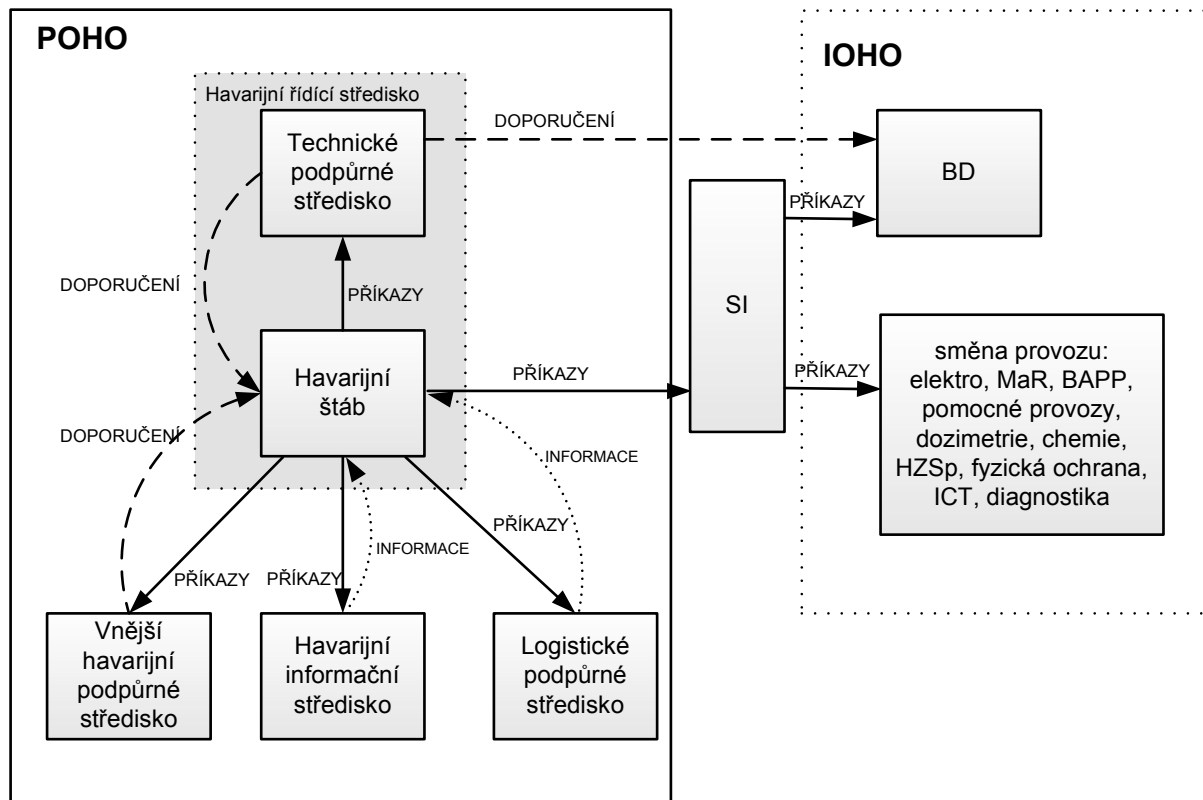 POHO
IOHO
Havarijní řídící středisko
Technické
podpůrné
středisko
DOPORUČENÍ
BD
PŘÍKAZY
SI
DOPORUČENÍ
PŘÍKAZY
Havarijní
štáb
PŘÍKAZY
PŘÍKAZY
směna provozu:
elektro, MaR, BAPP,
pomocné provozy,
dozimetrie, chemie,
HZSp, fyzická ochrana,
ICT, diagnostika
DOPORUČENÍ
INFORMACE
PŘÍKAZY
INFORMACE
PŘÍKAZY
PŘÍKAZY
Vnější
havarijní
podpůrné
středisko
Havarijní
informační
středisko
Logistické
podpůrné
středisko